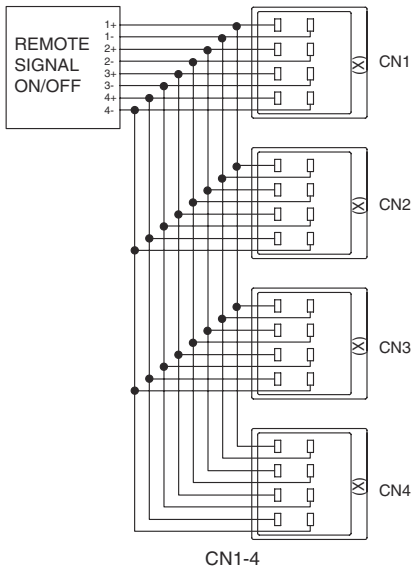 REMOTE
SIGNAL
ON/OFF
1+
1-
2+
2-
3+
3-
4+
4-
CN1
CN2
CN3
CN4
CN1-4